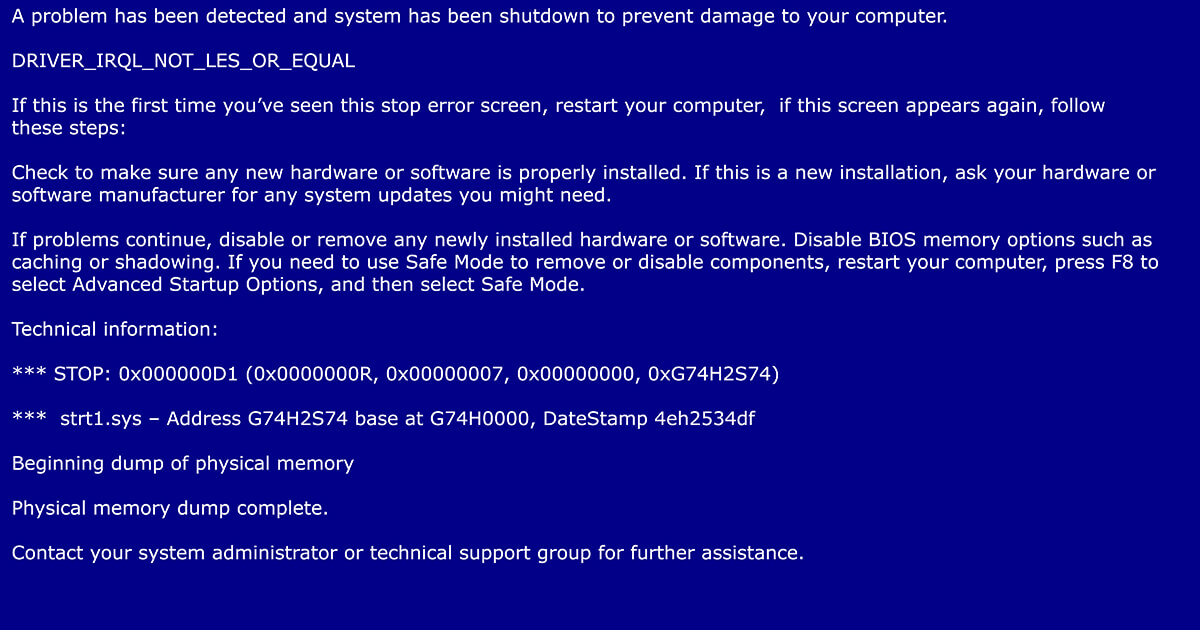 A problem has been detected and system has been shutdown to prevent damage to your computer.
DRIVER_IRQL_NOT_LES_OR_EQUAL
If this is the first time you’ve seen this stop error screen, restart your computer,  if this screen appears again, follow
these steps:
Check to make sure any new hardware or software is properly installed. If this is a new installation, ask your hardware or
software manufacturer for any system updates you might need.
If problems continue, disable or remove any newly installed hardware or software. Disable BIOS memory options such as
caching or shadowing. If you need to use Safe Mode to remove or disable components, restart your computer, press F8 to
select Advanced Startup Options, and then select Safe Mode.
Technical information:
*** STOP: 0x000000D1 (0x0000000R, 0x00000007, 0x00000000, 0xG74H2S74)
***  strt1.sys – Address G74H2S74 base at G74H0000, DateStamp 4eh2534df
Beginning dump of physical memory
Physical memory dump complete.
Contact your system administrator or technical support group for further assistance.